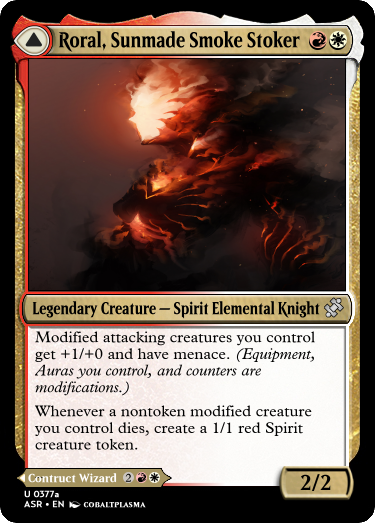 Roral, Sunmade Smoke Stoker
Legendary Creature — Spirit Elemental Knight
Modified attacking creatures you control
get +1/+0 and have menace. (Equipment,
Auras you control, and counters are
modifications.)
Whenever a nontoken modified creature
you control dies, create a 1/1 red Spirit
creature token.
Contruct Wizard 2
2/2
U 0377a
ASR • EN COBALTPLASMA